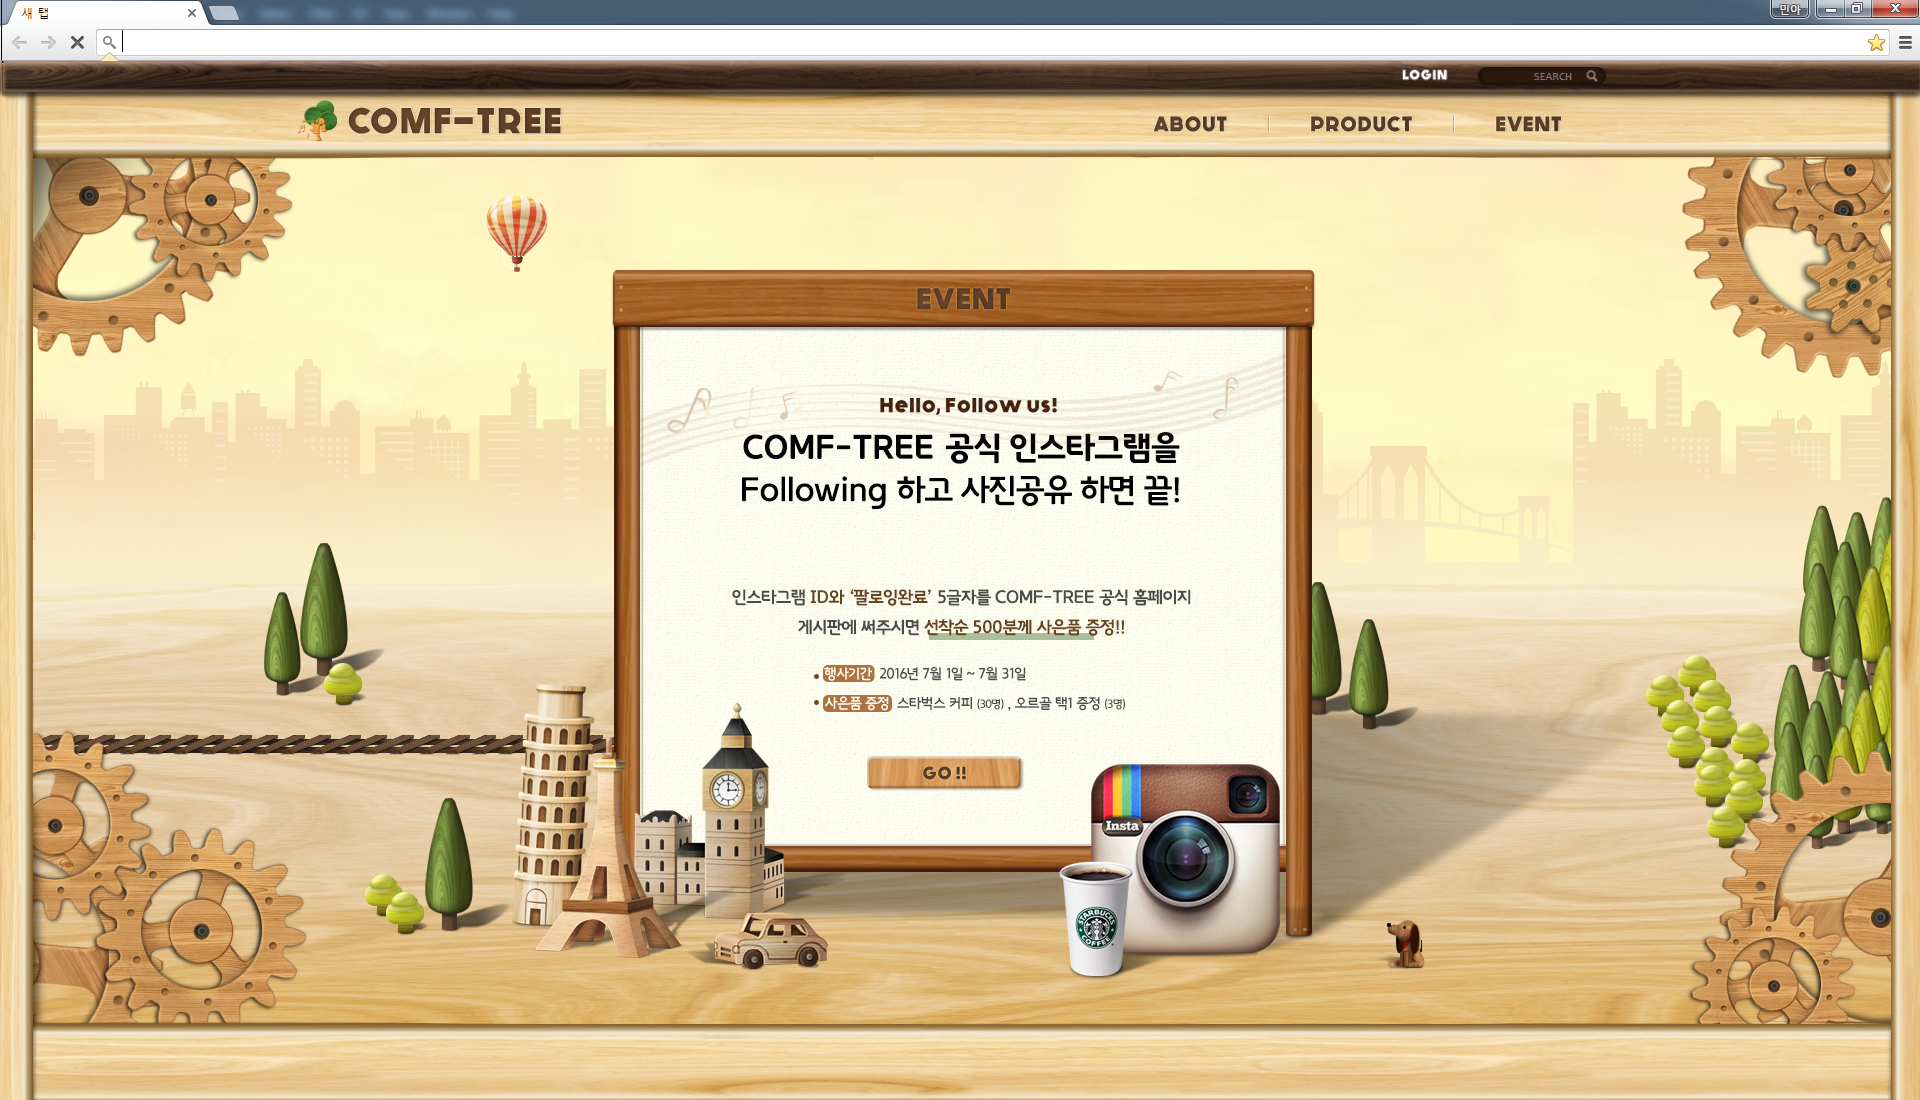 새 탭
민아
LOGIN
SEARCH
COMF-TREE
ABOUT
PRODUCT
EVENT
EVENT
Hello, Follow us!
COMF-TREE 공식 인스타그램을
Following 하고 사진공유 하면 끝!
인스타그램 ID와 ‘팔로잉완료’ 5글자를 COMF-TREE 공식 홈페이지
게시판에 써주시면 선착순 500분께 사은품 증정!!
행사기간 2016년 7월 1일 ~ 7월 31일
사은품 증정 스타벅스 커피 (30명) , 오르골 택1 증정 (3명)
GO !!
Insta
STARBUCKS
COFFEE